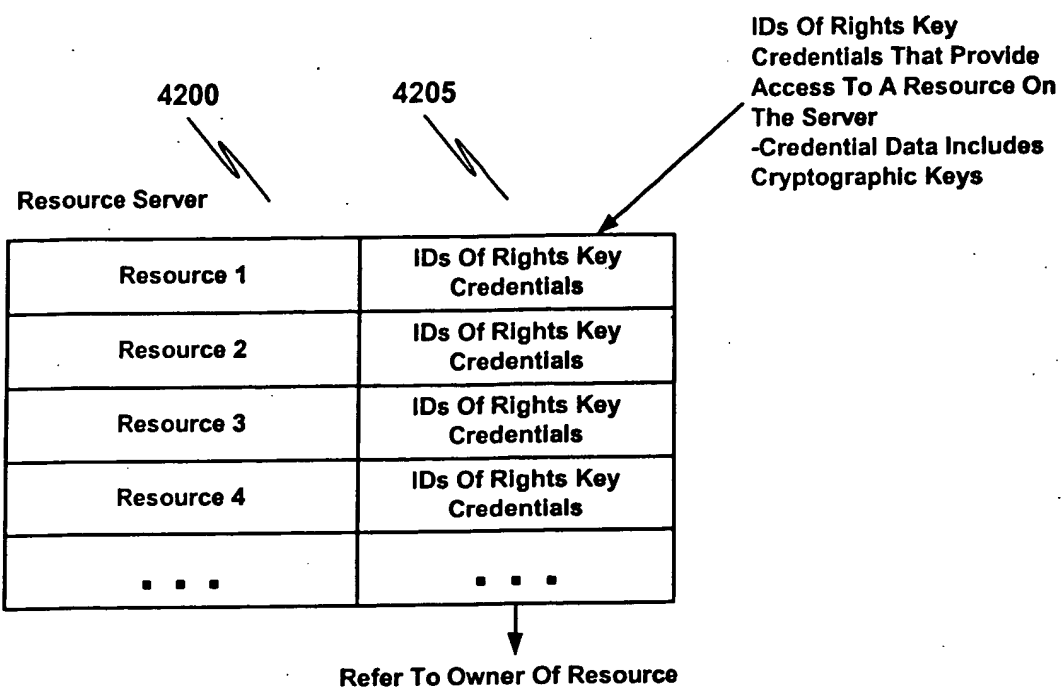 IDs Of Rights Key
Credentials That Provide
Access To A Resource On
The Server
-Credential Data Includes
Cryptographic Keys
4200
4205
Resource Server
Resource 1
IDs Of Rights Key
Credentials
Resource 2
IDs Of Rights Key
Credentials
Resource 3
IDs Of Rights Key
Credentials
Resource 4
IDs Of Rights Key
Credentials
. . .
. . .
Refer To Owner Of Resource